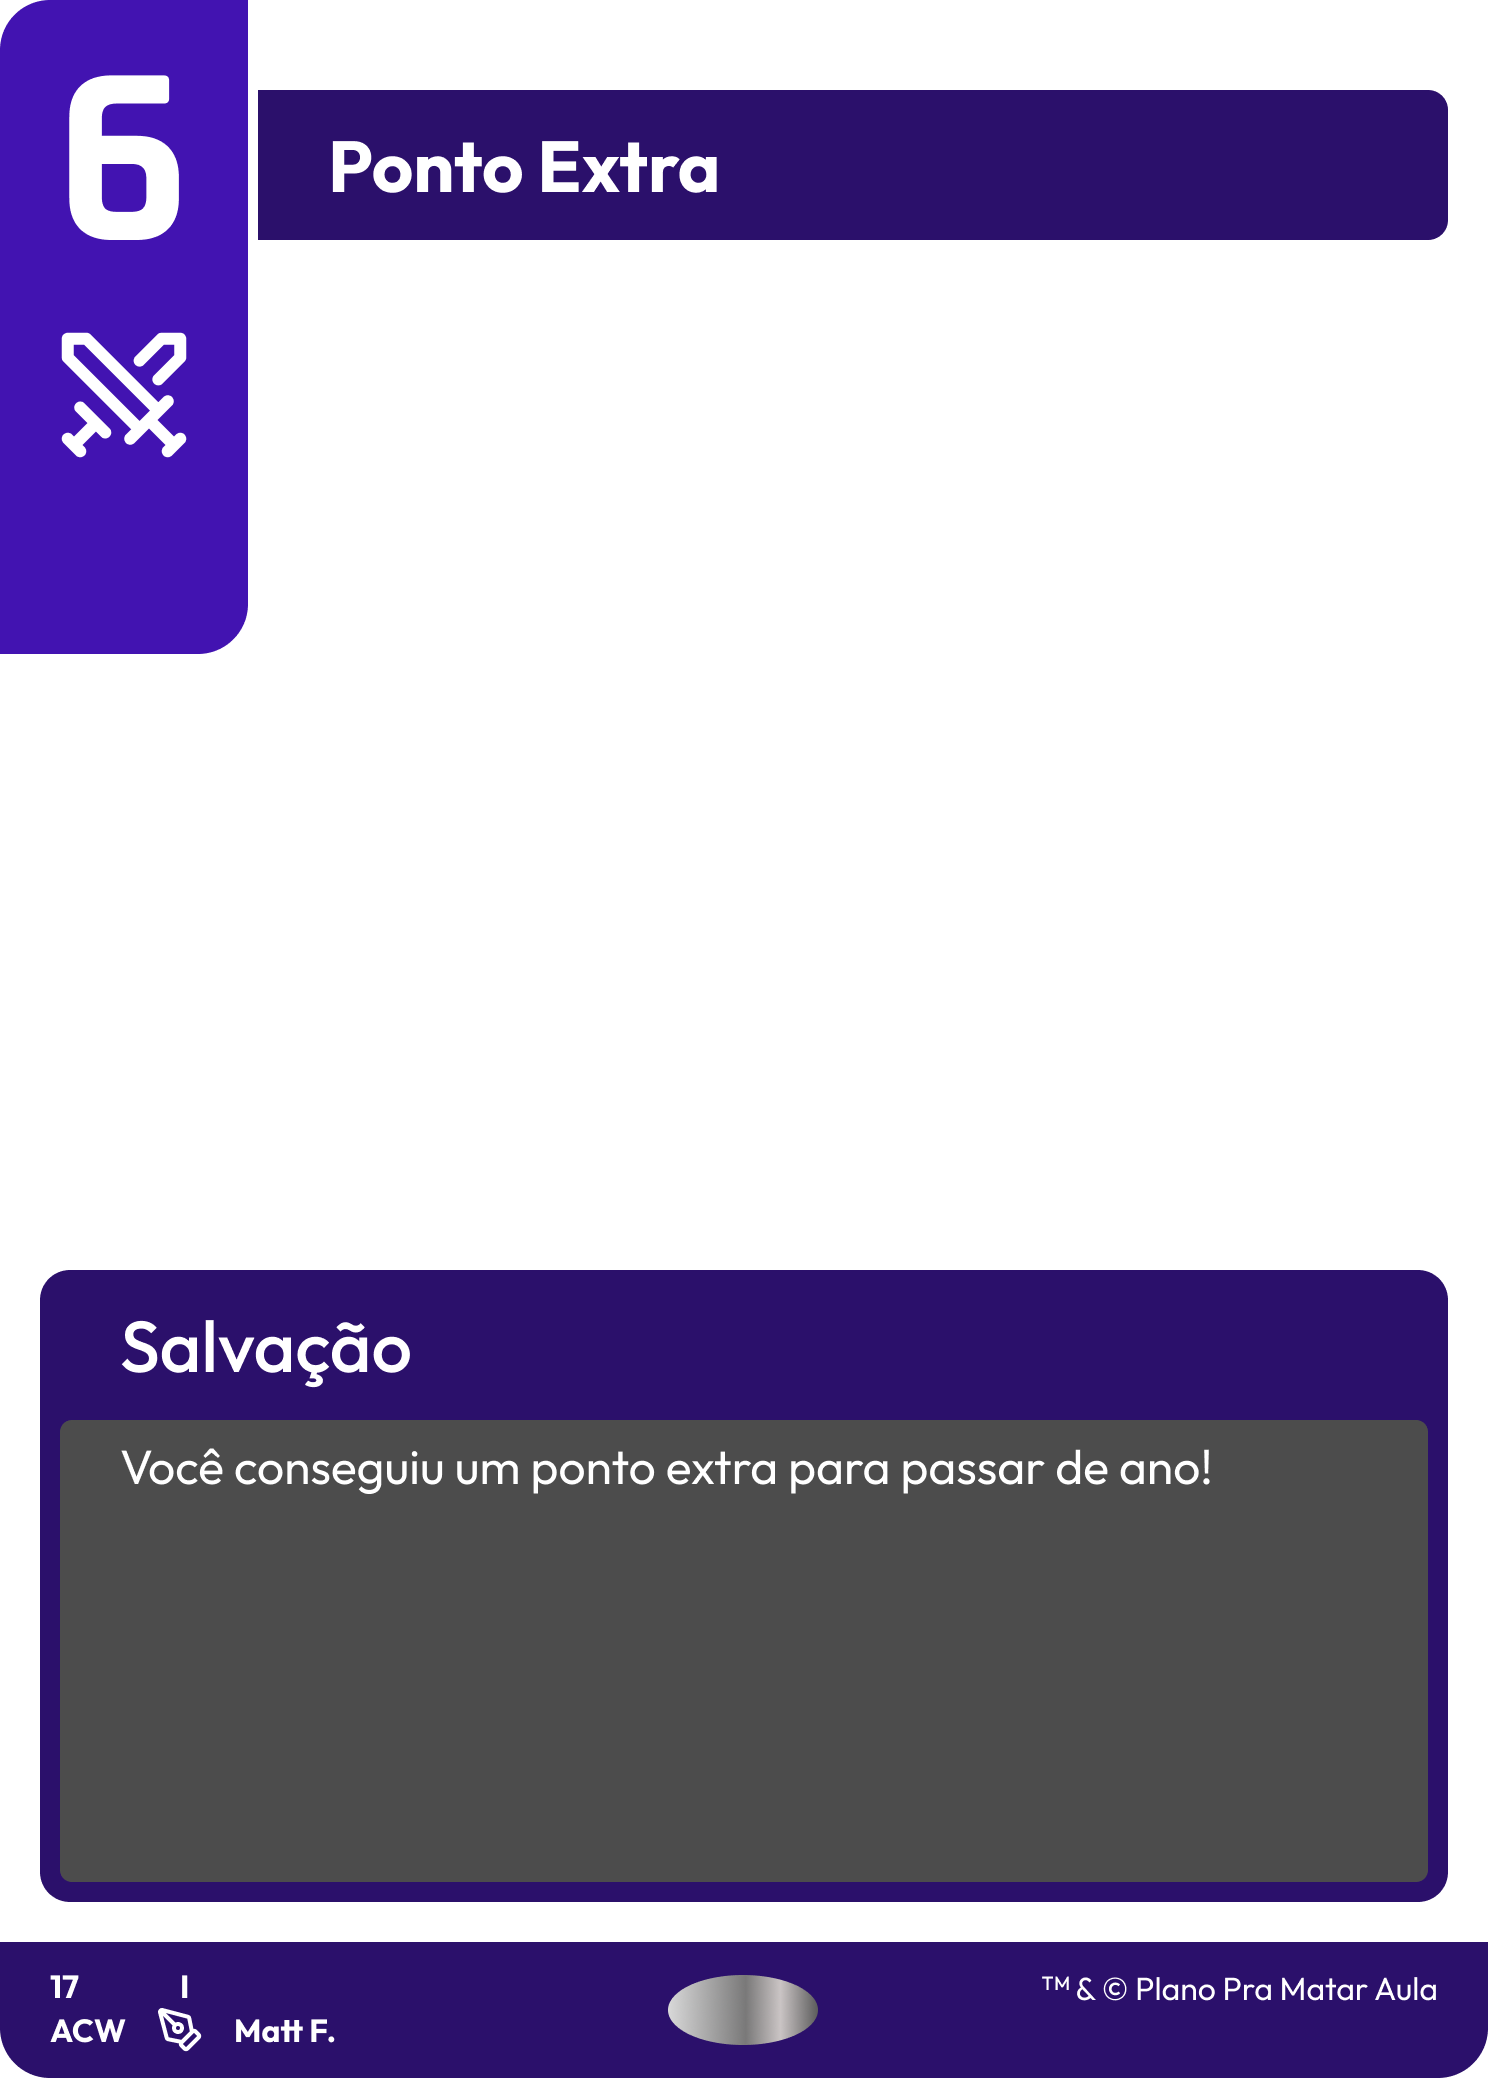 6
Ponto Extra
Salvação
Você conseguiu um ponto extra para passar de ano!
17 I
ACW Matt F.
™ & © Plano Pra Matar Aula